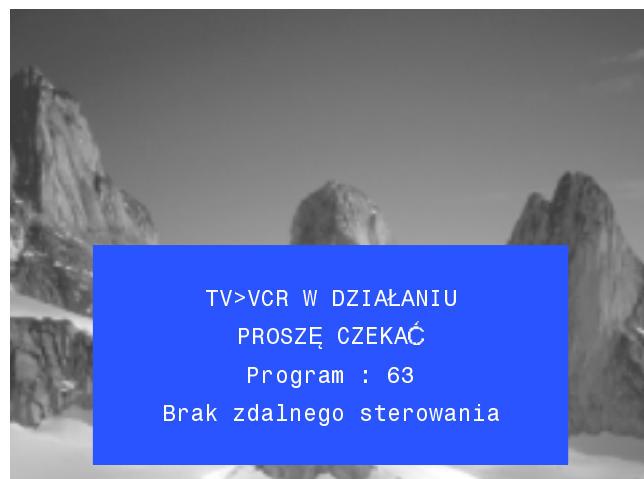 TV>VCR W DZIAŁANIU
PROSZĘ CZEKAĆ
Program : 63
Brak zdalnego sterowania